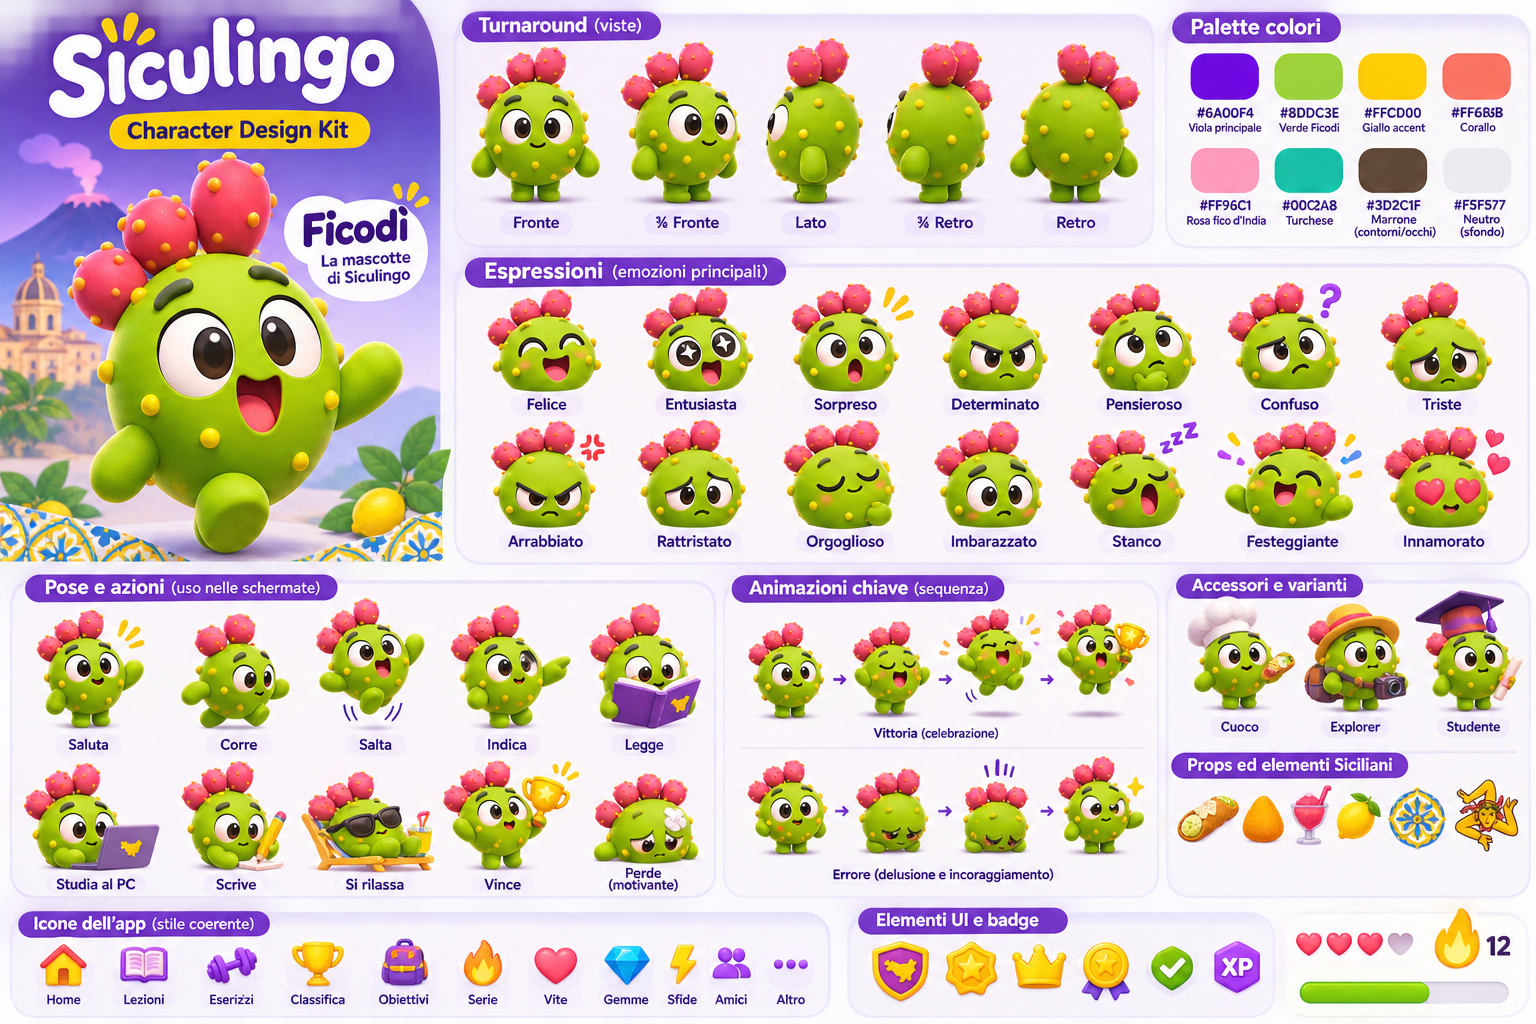 Siculingo
Character Design Kit
Ficodì
La mascotte
di Siculingo
Turnaround (viste)
Fronte
¾ Fronte
Lato
¾ Retro
Retro
Palette colori
#6A00F4
Viola principale
#8DDC3E
Verde Ficodi
#FFCD00
Giallo accent
#FF6B8B
Corallo
#FF96C1
Rosa fico d'India
#00C2A8
Turchese
#3D2C1F
Marrone
(contorni/occhi)
#F5F577
Neutro
(sfondo)
Espressioni (emozioni principali)
Felice
Entusiasta
Sorpreso
?
Determinato
Pensieroso
Confuso
Triste
zzz
Arrabbiato
Rattristato
Orgoglioso
Imbarazzato
Stanco
Festeggiante
Innamorato
Pose e azioni (uso nelle schermate)
Saluta
Corre
Salta
Indica
Legge
Studia al PC
Scrive
Si rilassa
Vince
Perde
(motivante)
Animazioni chiave (sequenza)
Vittoria (celebrazione)
Errore (delusione e incoraggiamento)
Accessori e varianti
Cuoco
Explorer
Studente
Props ed elementi Siciliani
Icone dell'app (stile coerente)
Home
Lezioni
Eserizzi
Classifica
Obiettivi
Serie
Vite
Gemme
Sfide
Amici
Altro
Elementi UI e badge
XP
12